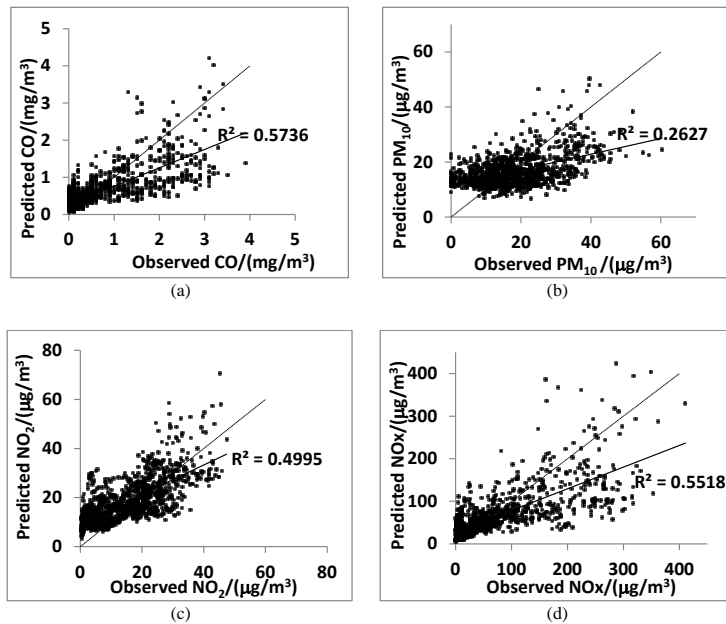 Predicted CO/(mg/m³)
5
4
3
2
1
0
R² = 0.5736
0 1 2 3 4 5
Observed CO/(mg/m³)
(a)
Predicted PM₁₀/(µg/m³)
60
40
20
0
R² = 0.2627
0 20 40 60
Observed PM₁₀/(µg/m³)
(b)
Predicted NO₂/(µg/m³)
80
60
40
20
0
R² = 0.4995
0 20 40 60 80
Observed NO₂/(µg/m³)
(c)
Predicted NOx/(µg/m³)
400
300
200
100
0
R² = 0.5518
0 100 200 300 400
Observed NOx/(µg/m³)
(d)